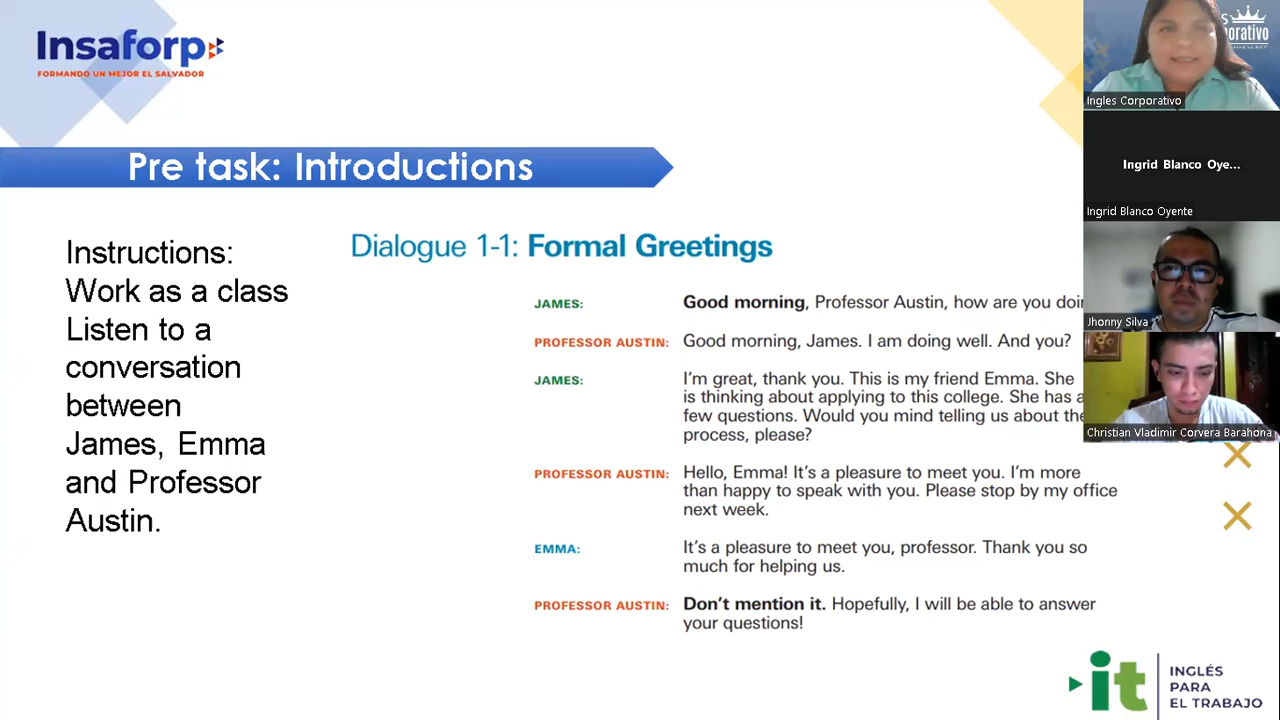 Insaforp
FORMANDO UN MEJOR EL SALVADOR
Pre task: Introductions
Instructions:
Work as a class
Listen to a
conversation
between
James, Emma
and Professor
Austin.
Dialogue 1-1: Formal Greetings
JAMES: Good morning, Professor Austin, how are you
PROFESSOR AUSTIN: Good morning, James. I am doing well. And you?
JAMES: I'm great, thank you. This is my friend Emma. She
is thinking about applying to this college. She has a
few questions. Would you mind telling us about the
process, please?
PROFESSOR AUSTIN: Hello, Emma! It's a pleasure to meet you. I'm more
than happy to speak with you. Please stop by my office
next week.
EMMA: It's a pleasure to meet you, professor. Thank you so
much for helping us.
PROFESSOR AUSTIN: Don't mention it. Hopefully, I will be able to answer
your questions!
Ingles Corporativo
Ingrid Blanco Oye...
Ingrid Blanco Oyente
Jhonny Silva
Christian Vladimir Corvera Barahona
it
INGLÉS
PARA
EL TRABAJO